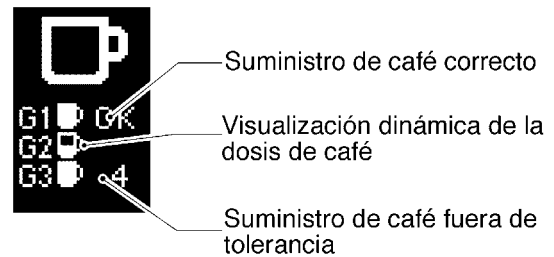 G1 OK
G2
G3 -4
Suministro de café correcto
Visualización dinámica de la
dosis de café
Suministro de café fuera de
tolerancia